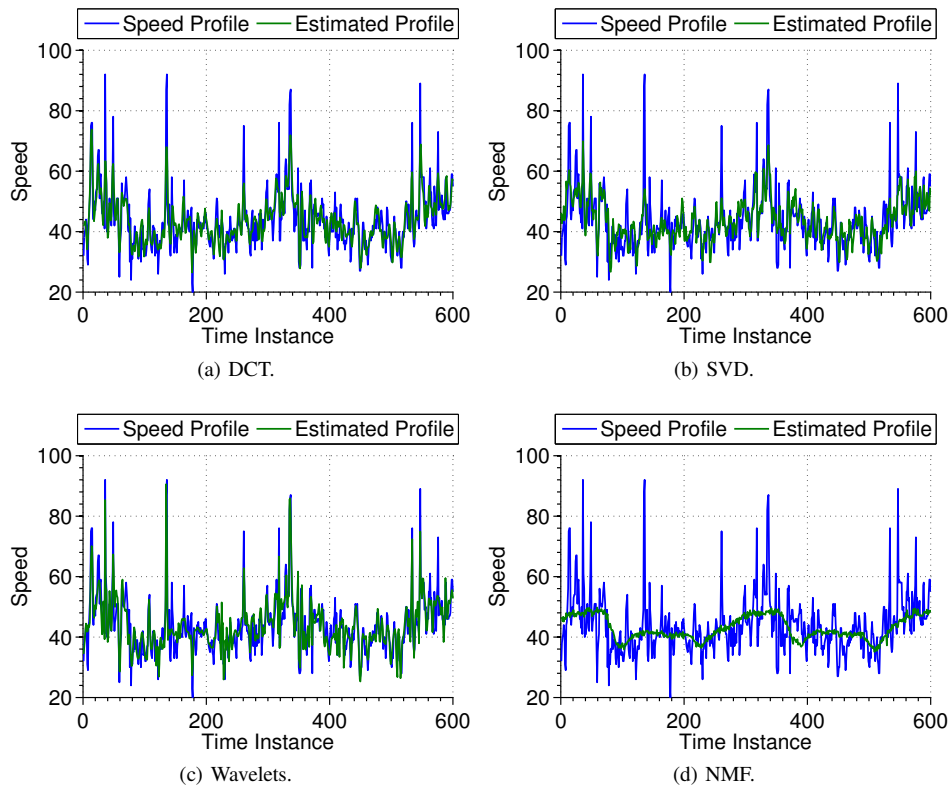 Speed Profile Estimated Profile
100
80
60
40
20
Speed
0 200 400 600
Time Instance
(a) DCT.
Speed Profile Estimated Profile
100
80
60
40
20
Speed
0 200 400 600
Time Instance
(b) SVD.
Speed Profile Estimated Profile
100
80
60
40
20
Speed
0 200 400 600
Time Instance
(c) Wavelets.
Speed Profile Estimated Profile
100
80
60
40
20
Speed
0 200 400 600
Time Instance
(d) NMF.